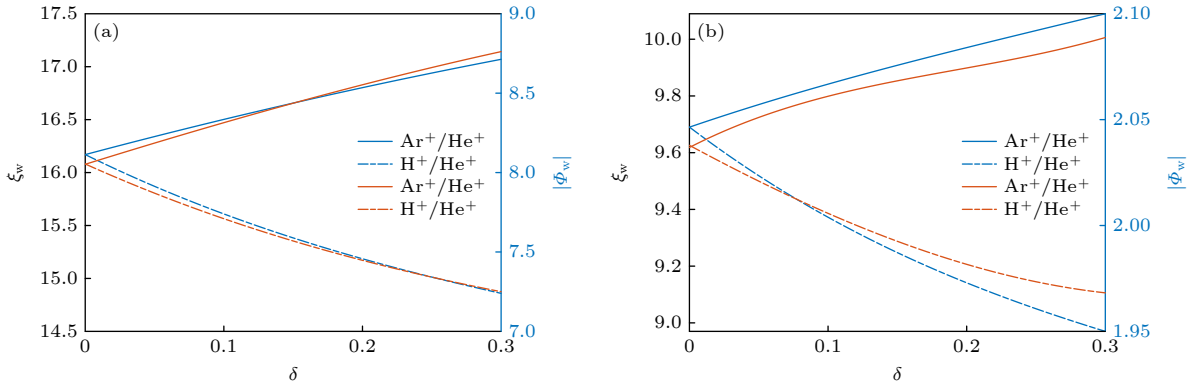 (a)
17.5
17.0
16.5
16.0
15.5
15.0
14.5
ξw
9.0
8.5
8.0
7.5
7.0
|Φw|
Ar⁺/He⁺
H⁺/He⁺
Ar⁺/He⁺
H⁺/He⁺
0 0.1 0.2 0.3
δ
(b)
10.0
9.8
9.6
9.4
9.2
9.0
ξw
2.10
2.05
2.00
1.95
|Φw|
Ar⁺/He⁺
H⁺/He⁺
Ar⁺/He⁺
H⁺/He⁺
0 0.1 0.2 0.3
δ